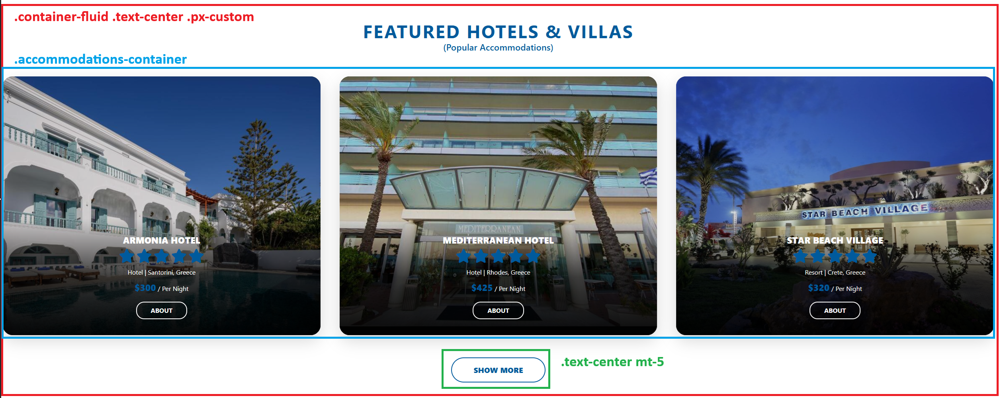 .container-fluid .text-center .px-custom
FEATURED HOTELS & VILLAS
(Popular Accommodations)
.accommodations-container
STAR BEACH VILLAGE
MEDITERRANEAN
ARMONIA HOTEL
Hotel | Santorini, Greece
$300 / Per Night
ABOUT
MEDITERRANEAN HOTEL
Hotel | Rhodes, Greece
$425 / Per Night
ABOUT
STAR BEACH VILLAGE
Resort | Crete, Greece
$320 / Per Night
ABOUT
SHOW MORE
.text-center mt-5